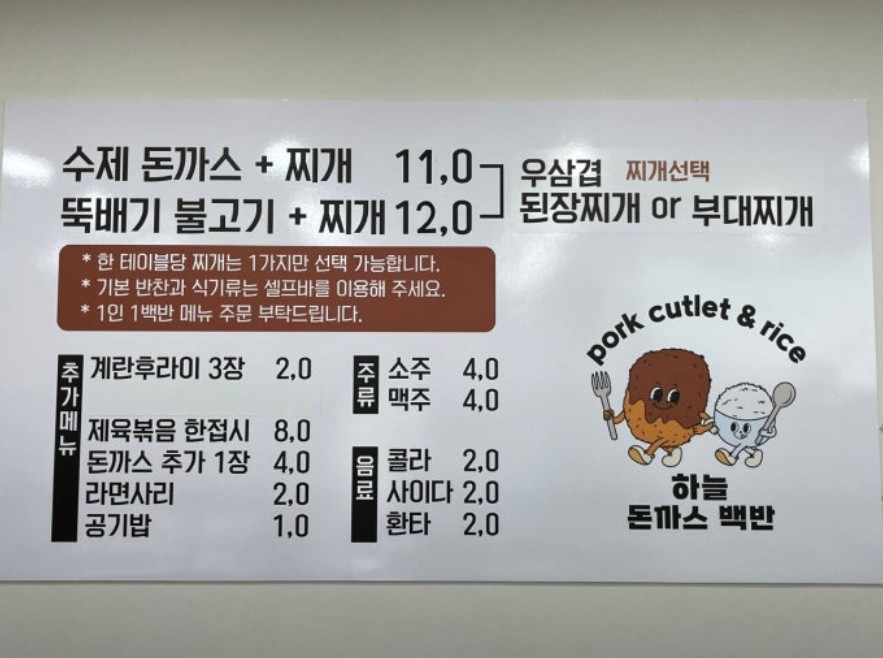 수제 돈까스 + 찌개 11,0
뚝배기 불고기 + 찌개 12,0
우삼겹 찌개선택
된장찌개 or 부대찌개
* 한 테이블당 찌개는 1가지만 선택 가능합니다.
* 기본 반찬과 식기류는 셀프바를 이용해 주세요.
* 1인 1백반 메뉴 주문 부탁드립니다.
추가메뉴
계란후라이 3장 2,0
제육볶음 한접시 8,0
돈까스 추가 1장 4,0
라면사리 2,0
공기밥 1,0
주류
소주 4,0
맥주 4,0
음료
콜라 2,0
사이다 2,0
환타 2,0
pork cutlet & rice
하늘
돈까스 백반